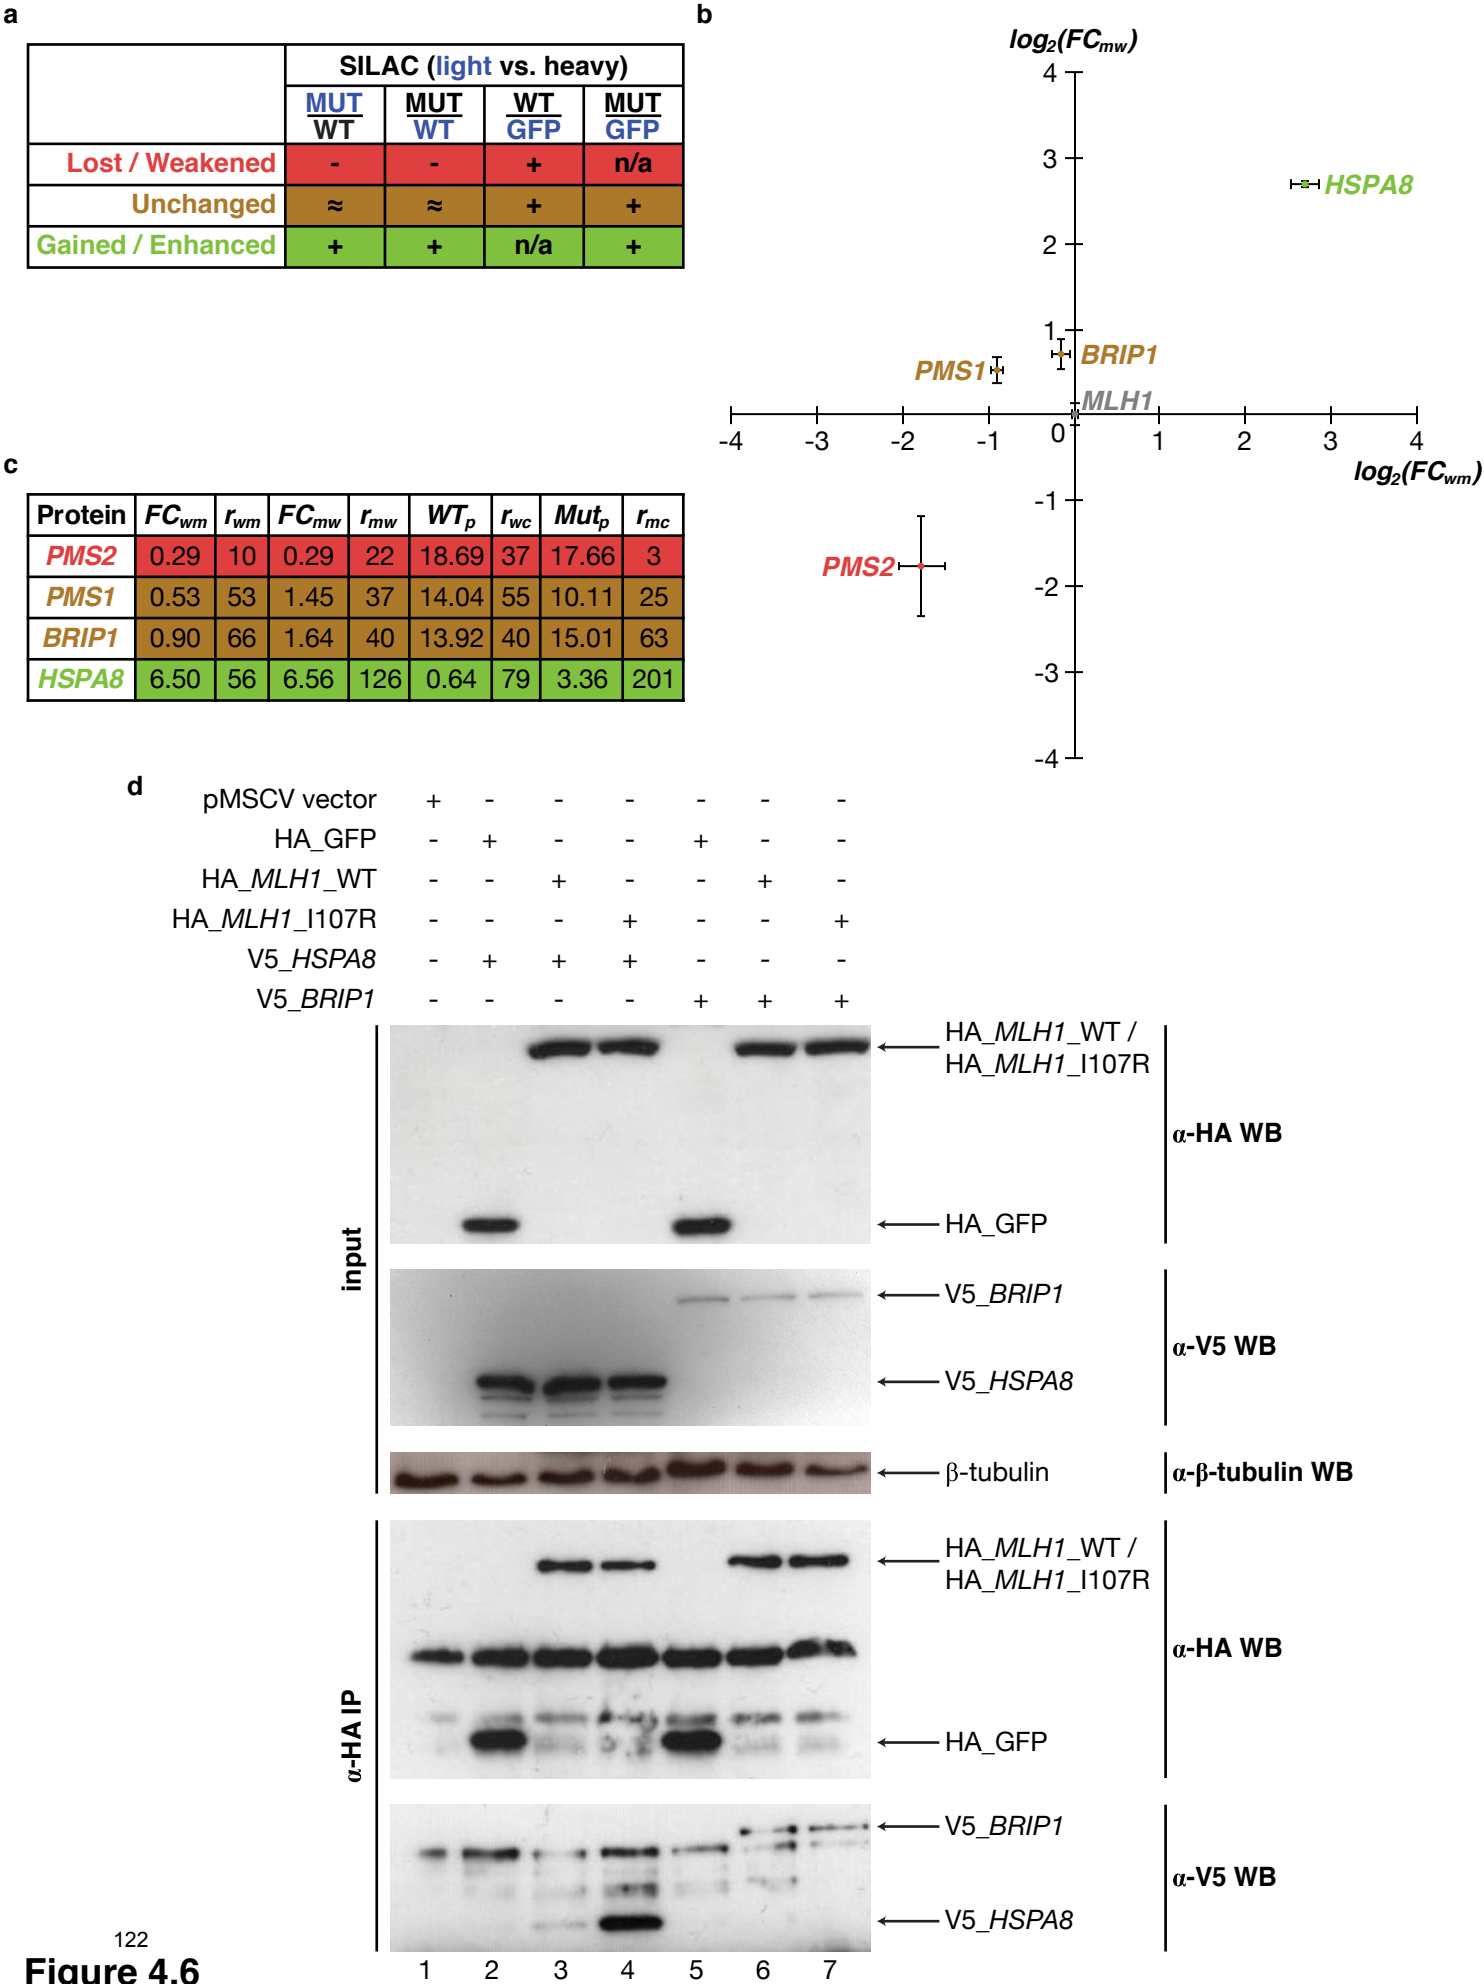 a
SILAC (light vs. heavy)
MUT MUT WT MUT
WT WT GFP GFP
Lost / Weakened - - + n/a
Unchanged ≈ ≈ + +
Gained / Enhanced + + n/a +
b
log2(FCmw)
4
3
2
1
0
-1
-2
-3
-4
-4 -3 -2 -1 1 2 3 4
log2(FCwm)
HSPA8
BRIP1
PMS1
MLH1
PMS2
c
Protein FCwm rwm FCmw rmw WTp rwc Mutp rmc
PMS2 0.29 10 0.29 22 18.69 37 17.66 3
PMS1 0.53 53 1.45 37 14.04 55 10.11 25
BRIP1 0.90 66 1.64 40 13.92 40 15.01 63
HSPA8 6.50 56 6.56 126 0.64 79 3.36 201
d
pMSCV vector + - - - - - -
HA_GFP - + - - + - -
HA_MLH1_WT - - + - - + -
HA_MLH1_I107R - - - + - - +
V5_HSPA8 - + + + - - -
V5_BRIP1 - - - - + + +
input
HA_MLH1_WT /
HA_MLH1_I107R
HA_GFP
α-HA WB
V5_BRIP1
V5_HSPA8
α-V5 WB
β-tubulin
α-β-tubulin WB
α-HA IP
HA_MLH1_WT /
HA_MLH1_I107R
HA_GFP
α-HA WB
V5_BRIP1
V5_HSPA8
α-V5 WB
1 2 3 4 5 6 7
122
Figure 4.6